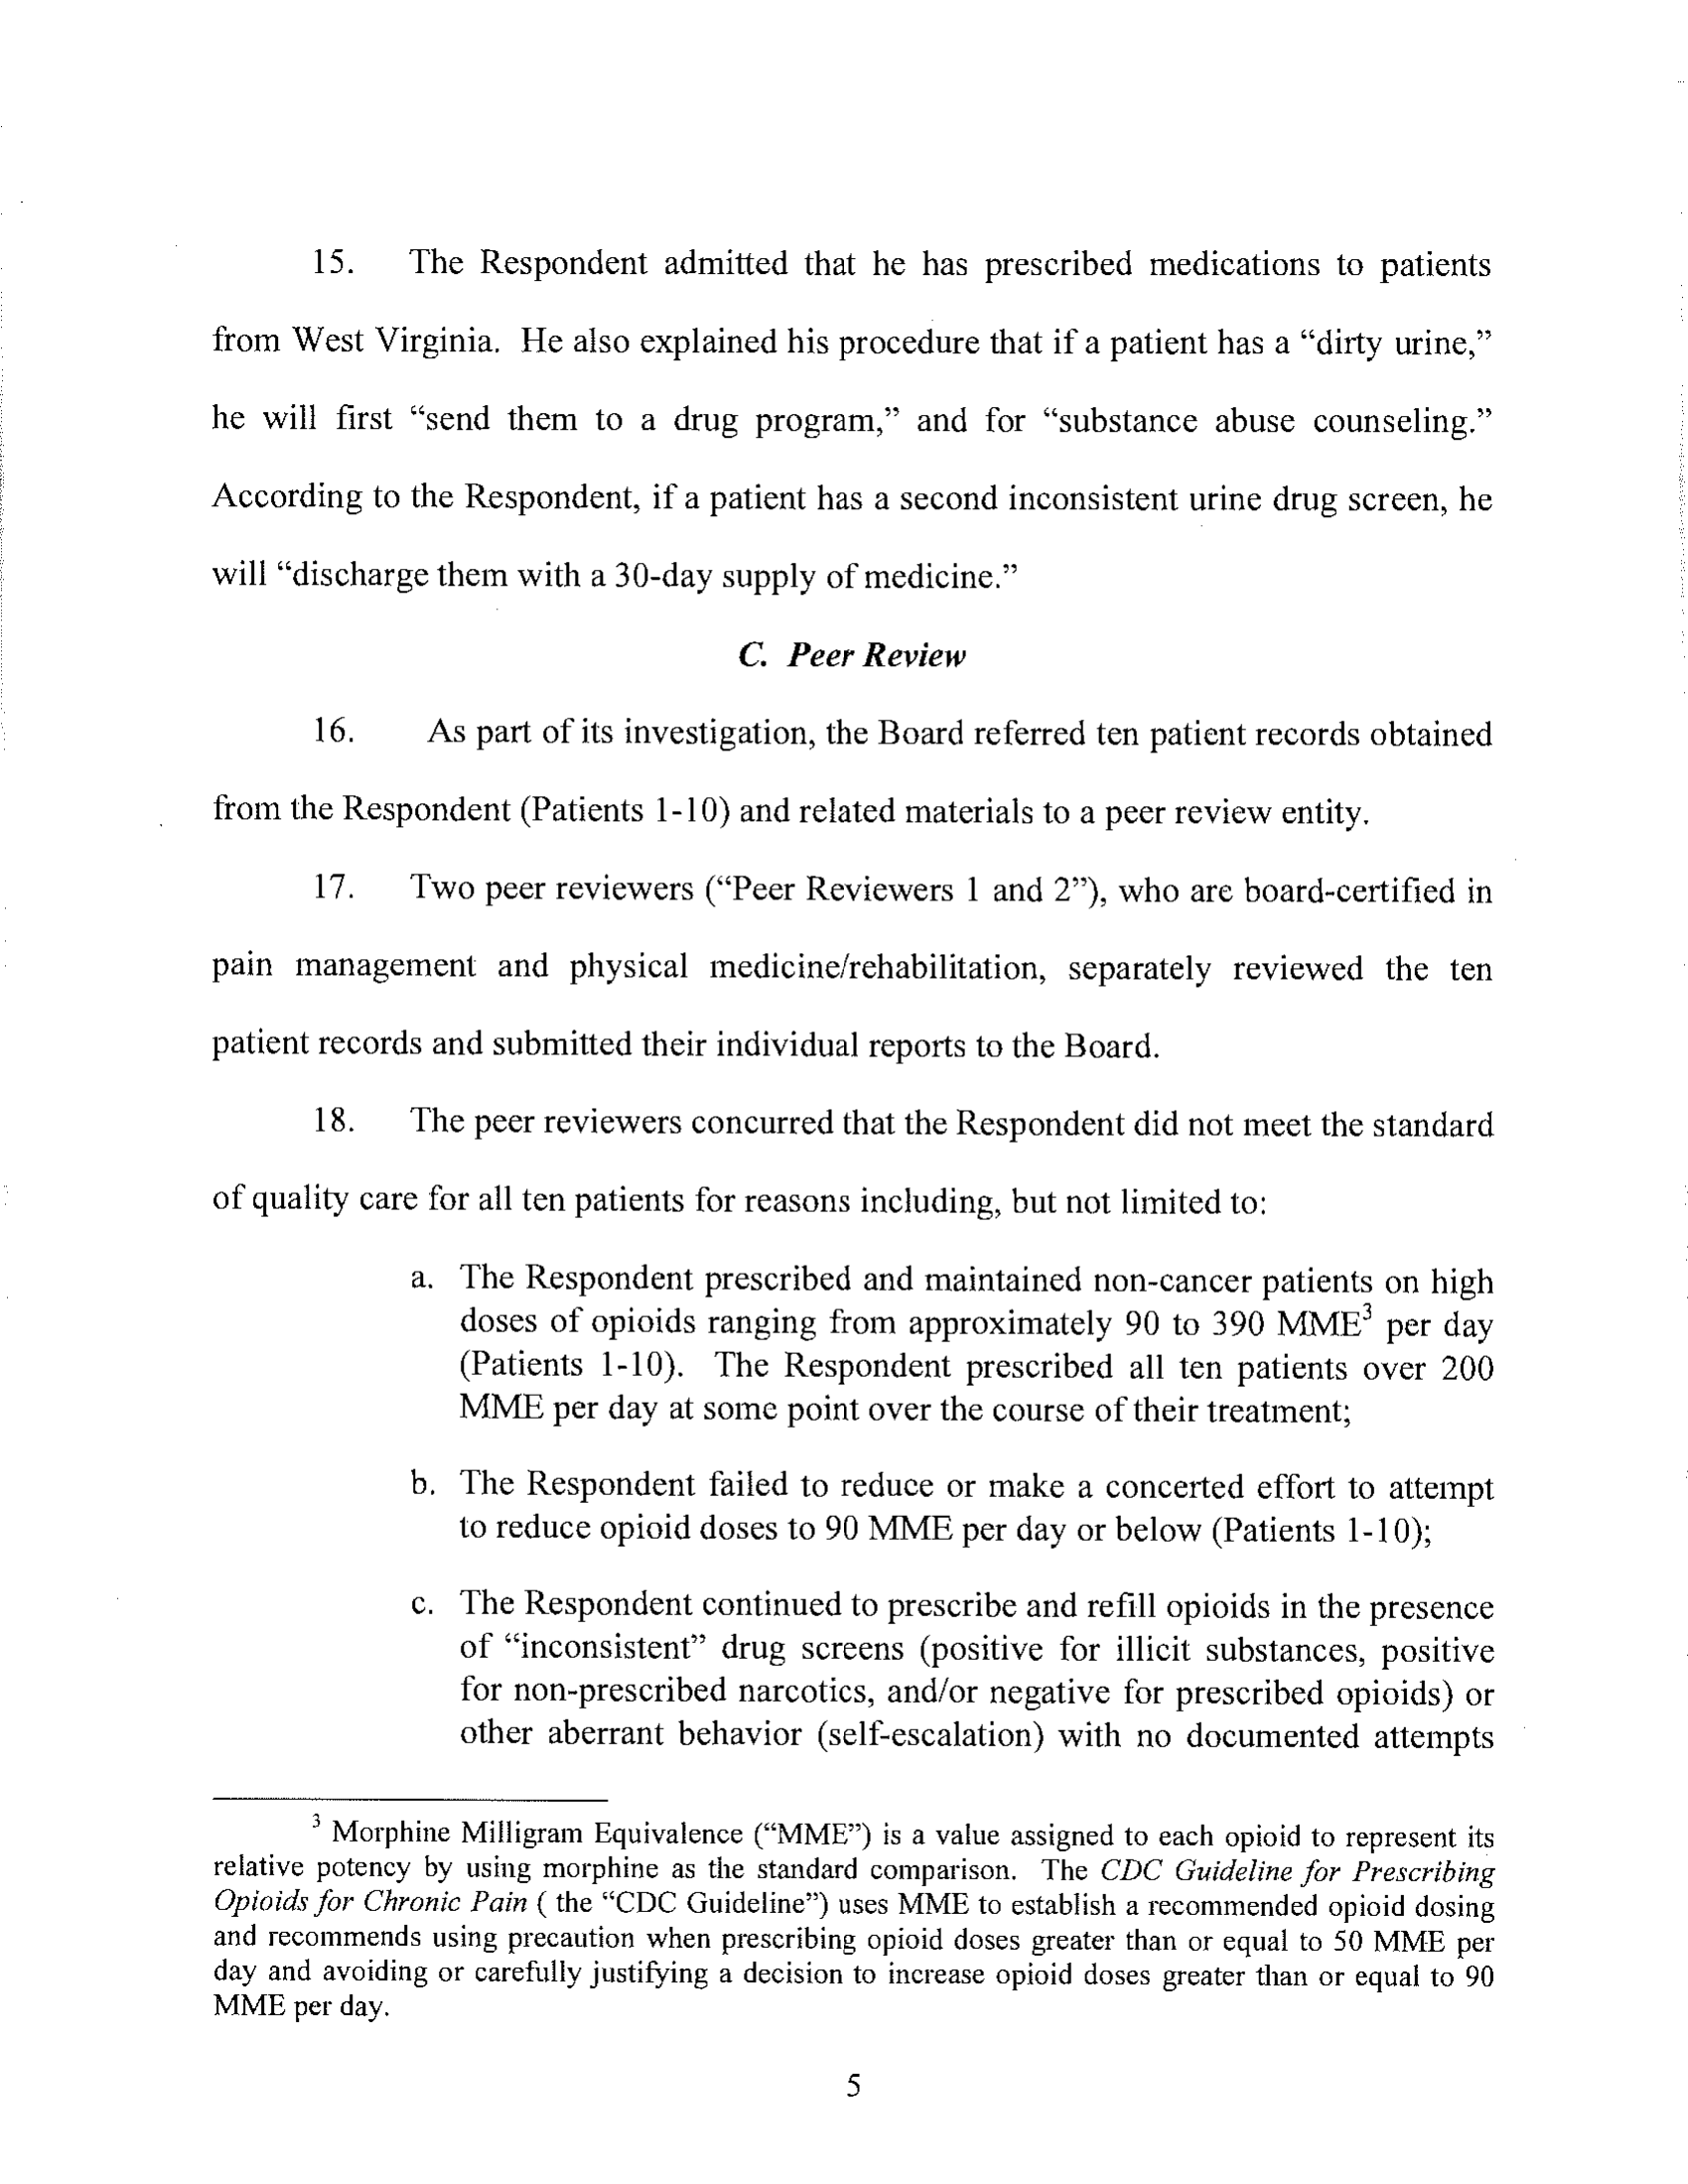 15. The Respondent admitted that he has prescribed medications to patients
from West Virginia. He also explained his procedure that if a patient has a “dirty urine,”
he will first “send them to a drug program,” and for “substance abuse counseling.”
According to the Respondent, if a patient has a second inconsistent urine drug screen, he
will “discharge them with a 30-day supply of medicine.”
C. Peer Review
16. As part of its investigation, the Board referred ten patient records obtained
from the Respondent (Patients 1-10) and related materials to a peer review entity.
17. Two peer reviewers (“Peer Reviewers 1 and 2”), who are board-certified in
pain management and physical medicine/rehabilitation, separately reviewed the ten
patient records and submitted their individual reports to the Board.
18. The peer reviewers concurred that the Respondent did not meet the standard
of quality care for all ten patients for reasons including, but not limited to:
a. The Respondent prescribed and maintained non-cancer patients on high
doses of opioids ranging from approximately 90 to 390 MME³ per day
(Patients 1-10). The Respondent prescribed all ten patients over 200
MME per day at some point over the course of their treatment;
b. The Respondent failed to reduce or make a concerted effort to attempt
to reduce opioid doses to 90 MME per day or below (Patients 1-10);
c. The Respondent continued to prescribe and refill opioids in the presence
of “inconsistent” drug screens (positive for illicit substances, positive
for non-prescribed narcotics, and/or negative for prescribed opioids) or
other aberrant behavior (self-escalation) with no documented attempts
³ Morphine Milligram Equivalence (“MME”) is a value assigned to each opioid to represent its
relative potency by using morphine as the standard comparison. The CDC Guideline for Prescribing
Opioids for Chronic Pain ( the “CDC Guideline”) uses MME to establish a recommended opioid dosing
and recommends using precaution when prescribing opioid doses greater than or equal to 50 MME per
day and avoiding or carefully justifying a decision to increase opioid doses greater than or equal to 90
MME per day.
5